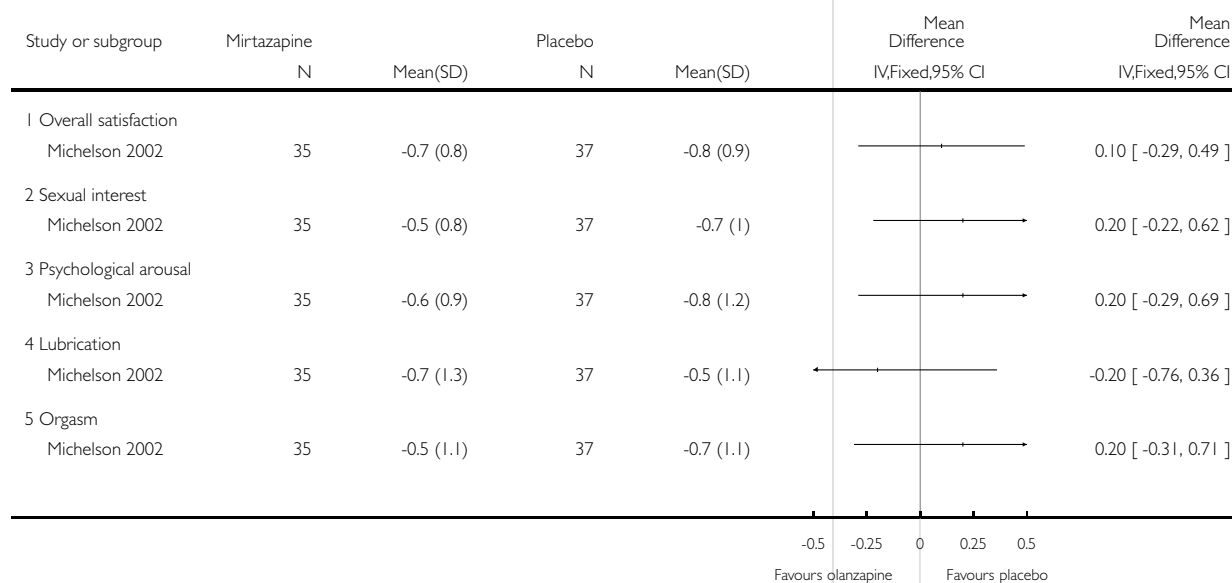 Mean Mean
Study or subgroup Mirtazapine Placebo Difference Difference
N Mean(SD) N Mean(SD) IV,Fixed,95% CI IV,Fixed,95% CI
1 Overall satisfaction
Michelson 2002 35 -0.7 (0.8) 37 -0.8 (0.9) 0.10 [ -0.29, 0.49 ]
2 Sexual interest
Michelson 2002 35 -0.5 (0.8) 37 -0.7 (1) 0.20 [ -0.22, 0.62 ]
3 Psychological arousal
Michelson 2002 35 -0.6 (0.9) 37 -0.8 (1.2) 0.20 [ -0.29, 0.69 ]
4 Lubrication
Michelson 2002 35 -0.7 (1.3) 37 -0.5 (1.1) -0.20 [ -0.76, 0.36 ]
5 Orgasm
Michelson 2002 35 -0.5 (1.1) 37 -0.7 (1.1) 0.20 [ -0.31, 0.71 ]
-0.5 -0.25 0 0.25 0.5
Favours olanzapine Favours placebo